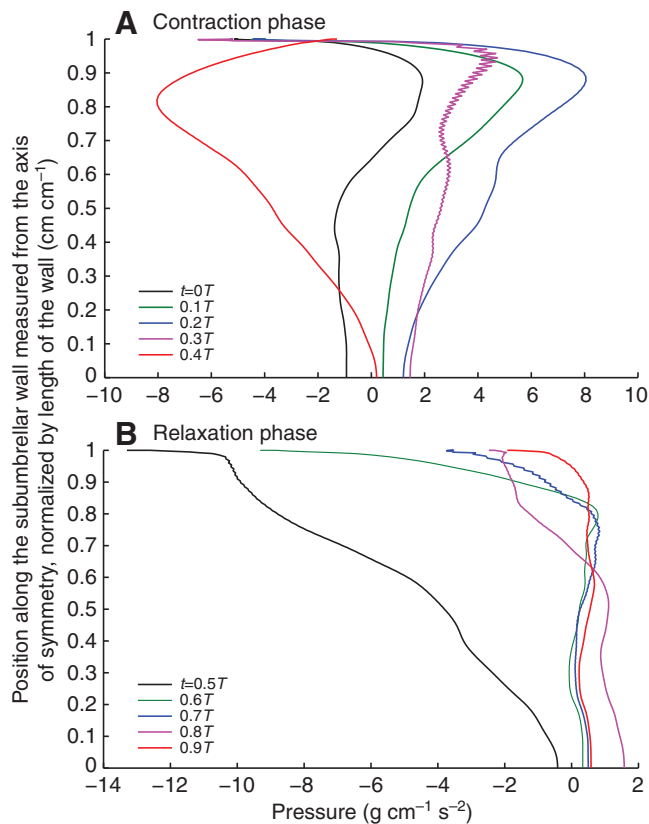 A Contraction phase
1
0.9
0.8
0.7
0.6
0.5
0.4
0.3
0.2
0.1
0
t=0T
0.1T
0.2T
0.3T
0.4T
−10 −8 −6 −4 −2 0 2 4 6 8 10
B Relaxation phase
1
0.9
0.8
0.7
0.6
0.5
0.4
0.3
0.2
0.1
0
t=0.5T
0.6T
0.7T
0.8T
0.9T
−14 −12 −10 −8 −6 −4 −2 0 2
Pressure (g cm⁻¹ s⁻²)
Position along the subumbrellar wall measured from the axis
of symmetry, normalized by length of the wall (cm cm⁻¹)